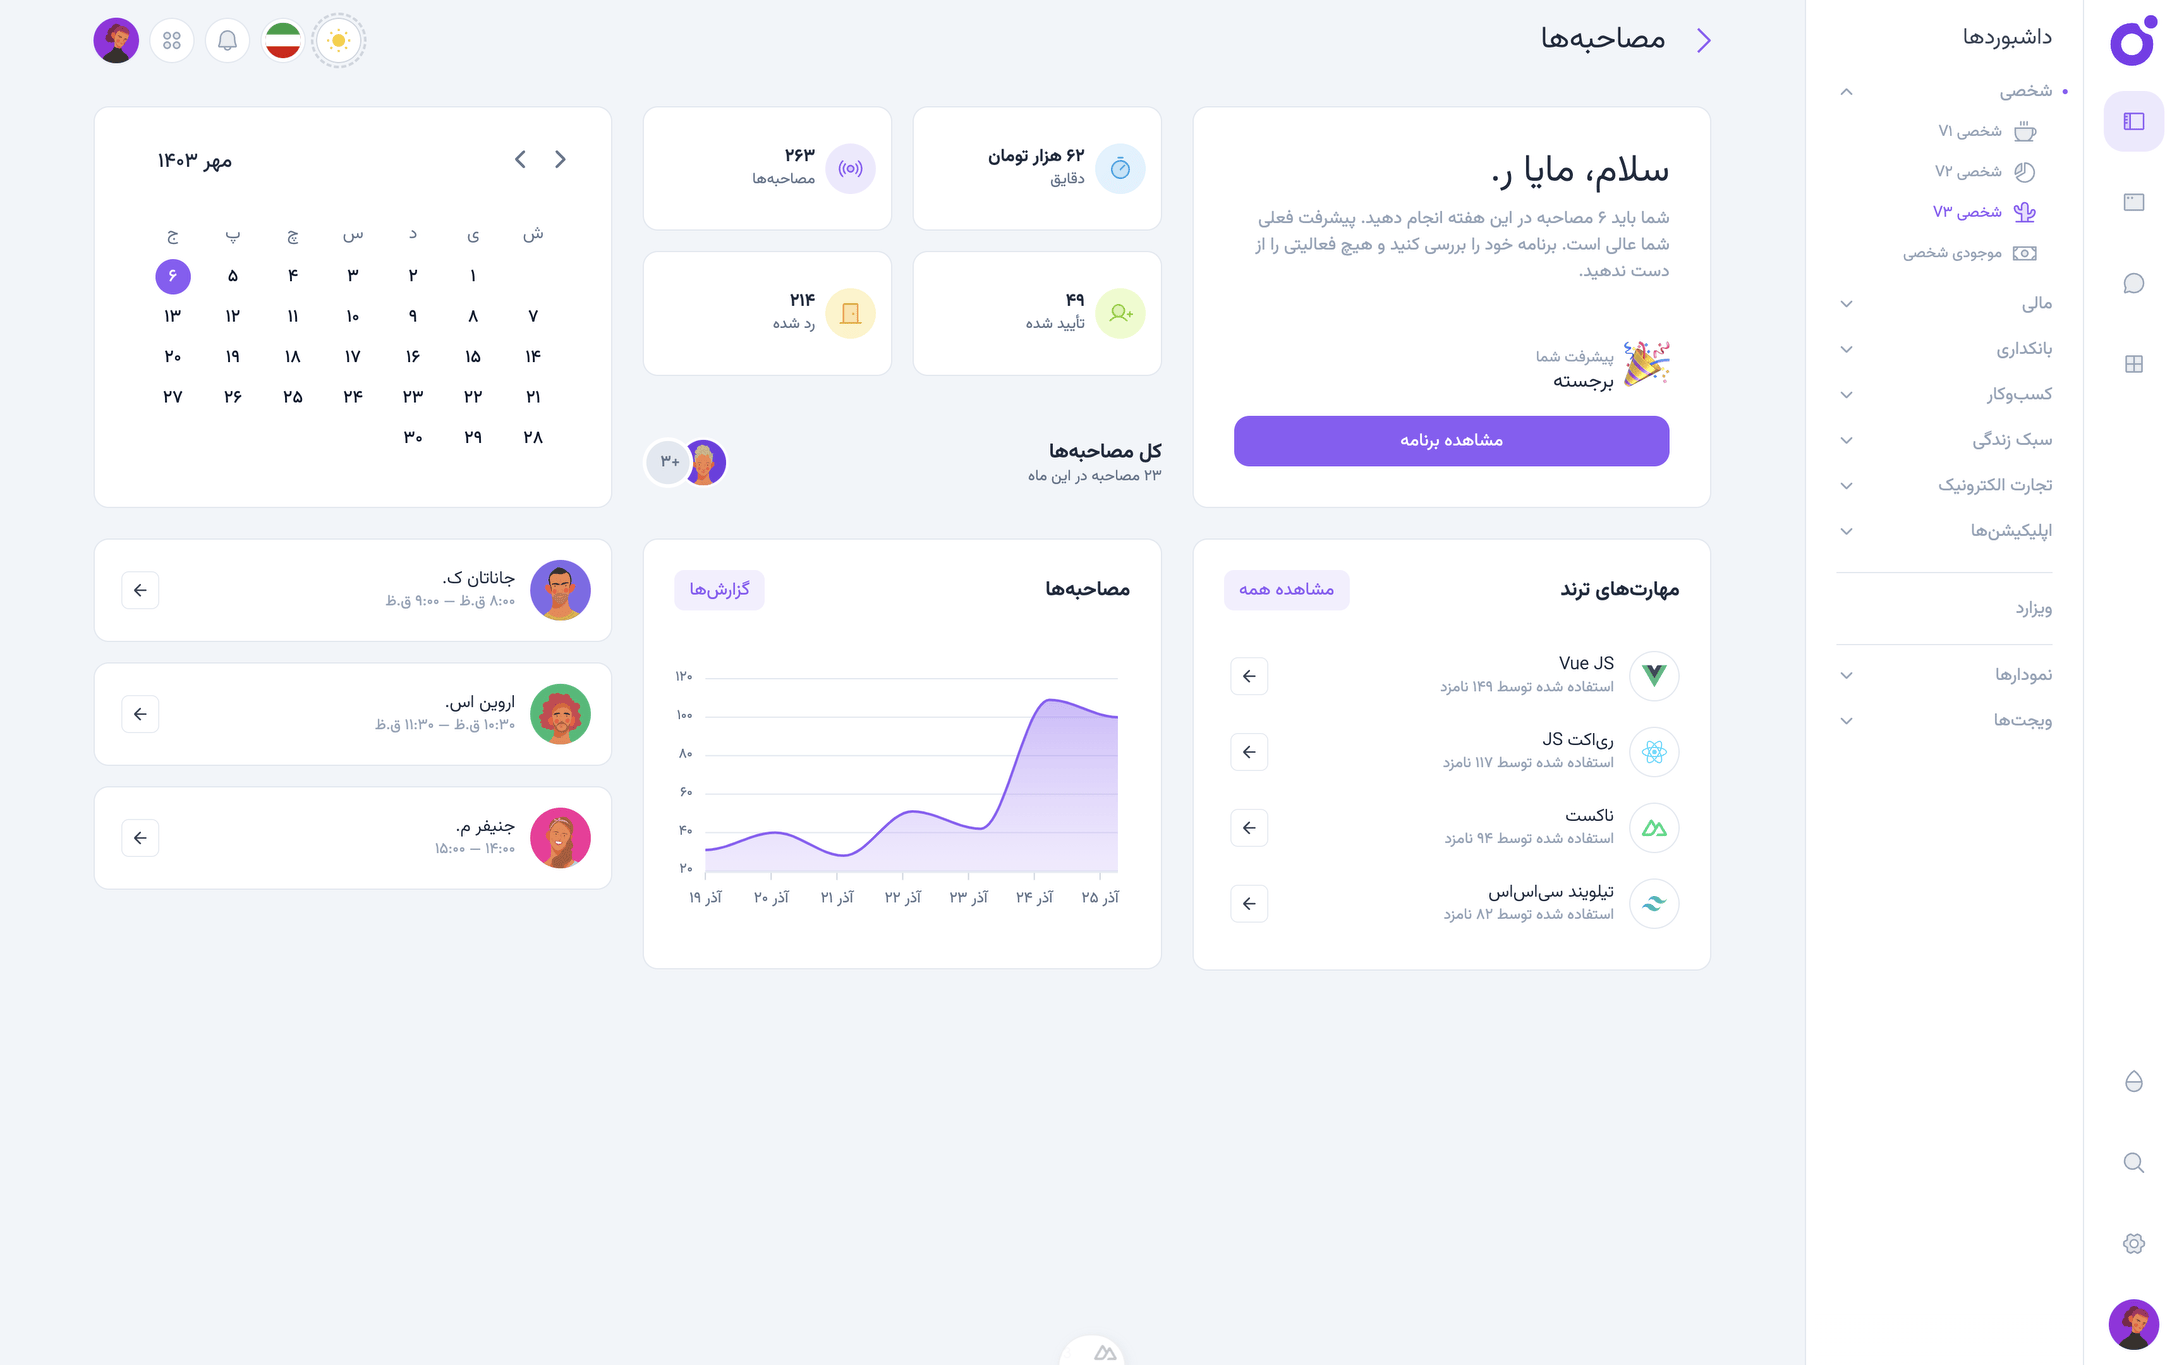 داشبوردها
شخصی
شخصی V۱
شخصی V۲
شخصی V۳
موجودی شخصی
مالی
بانکداری
کسب‌وکار
سبک زندگی
تجارت الکترونیک
اپلیکیشن‌ها
ویزارد
نمودارها
ویجت‌ها
مصاحبه‌ها
سلام، مایا ر.
شما باید ۶ مصاحبه در این هفته انجام دهید. پیشرفت فعلی
شما عالی است. برنامه خود را بررسی کنید و هیچ فعالیتی را از
دست ندهید.
پیشرفت شما
برجسته
مشاهده برنامه
۶۲ هزار تومان
دقایق
۲۶۳
مصاحبه‌ها
۴۹
تأیید شده
۲۱۴
رد شده
کل مصاحبه‌ها
۲۳ مصاحبه در این ماه
+۳
مهر ۱۴۰۳
ش ی د س چ پ ج
۱ ۲ ۳ ۴ ۵ ۶
۷ ۸ ۹ ۱۰ ۱۱ ۱۲ ۱۳
۱۴ ۱۵ ۱۶ ۱۷ ۱۸ ۱۹ ۲۰
۲۱ ۲۲ ۲۳ ۲۴ ۲۵ ۲۶ ۲۷
۲۸ ۲۹ ۳۰
مهارت‌های ترند
مشاهده همه
Vue JS
استفاده شده توسط ۱۴۹ نامزد
ری‌اکت JS
استفاده شده توسط ۱۱۷ نامزد
ناکست
استفاده شده توسط ۹۴ نامزد
تیلویند سی‌اس‌اس
استفاده شده توسط ۸۲ نامزد
مصاحبه‌ها
گزارش‌ها
۱۲۰
۱۰۰
۸۰
۶۰
۴۰
۲۰
۱۹ آذر
۲۰ آذر
۲۱ آذر
۲۲ آذر
۲۳ آذر
۲۴ آذر
۲۵ آذر
جاناتان ک.
۸:۰۰ ق.ظ – ۹:۰۰ ق.ظ
اروین اس.
۱۰:۳۰ ق.ظ – ۱۱:۳۰ ق.ظ
جنیفر م.
۱۴:۰۰ – ۱۵:۰۰